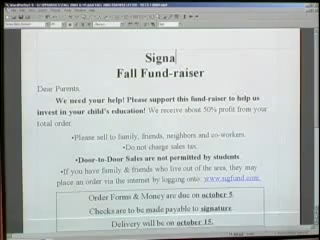 Signa
Fall Fund-raiser
Dear Parents,
We need your help! Please support this fund-raiser to help us
invest in your child's education! We receive about 50% profit from your
total order.
•Please sell to family, friends, neighbors and co-workers.
•Do not charge sales tax.
•Door-to-Door Sales are not permitted by students.
•If you have family & friends who live out of the area, they may
place an order via the internet by logging onto: www.sigfund.com.
Order Forms & Money are due on october 5.
Checks are to be made payable to signature.
Delivery will be on october 15.